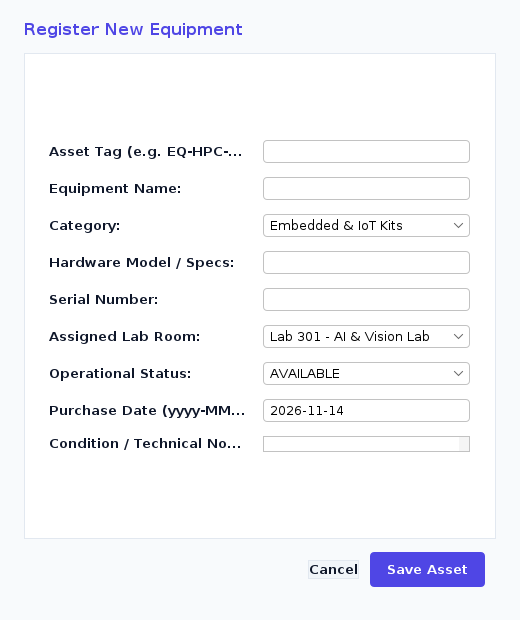 Register New Equipment
Asset Tag (e.g. EQ-HPC-...
Equipment Name:
Category: Embedded & IoT Kits
Hardware Model / Specs:
Serial Number:
Assigned Lab Room: Lab 301 - AI & Vision Lab
Operational Status: AVAILABLE
Purchase Date (yyyy-MM... 2026-11-14
Condition / Technical No...
Cancel Save Asset